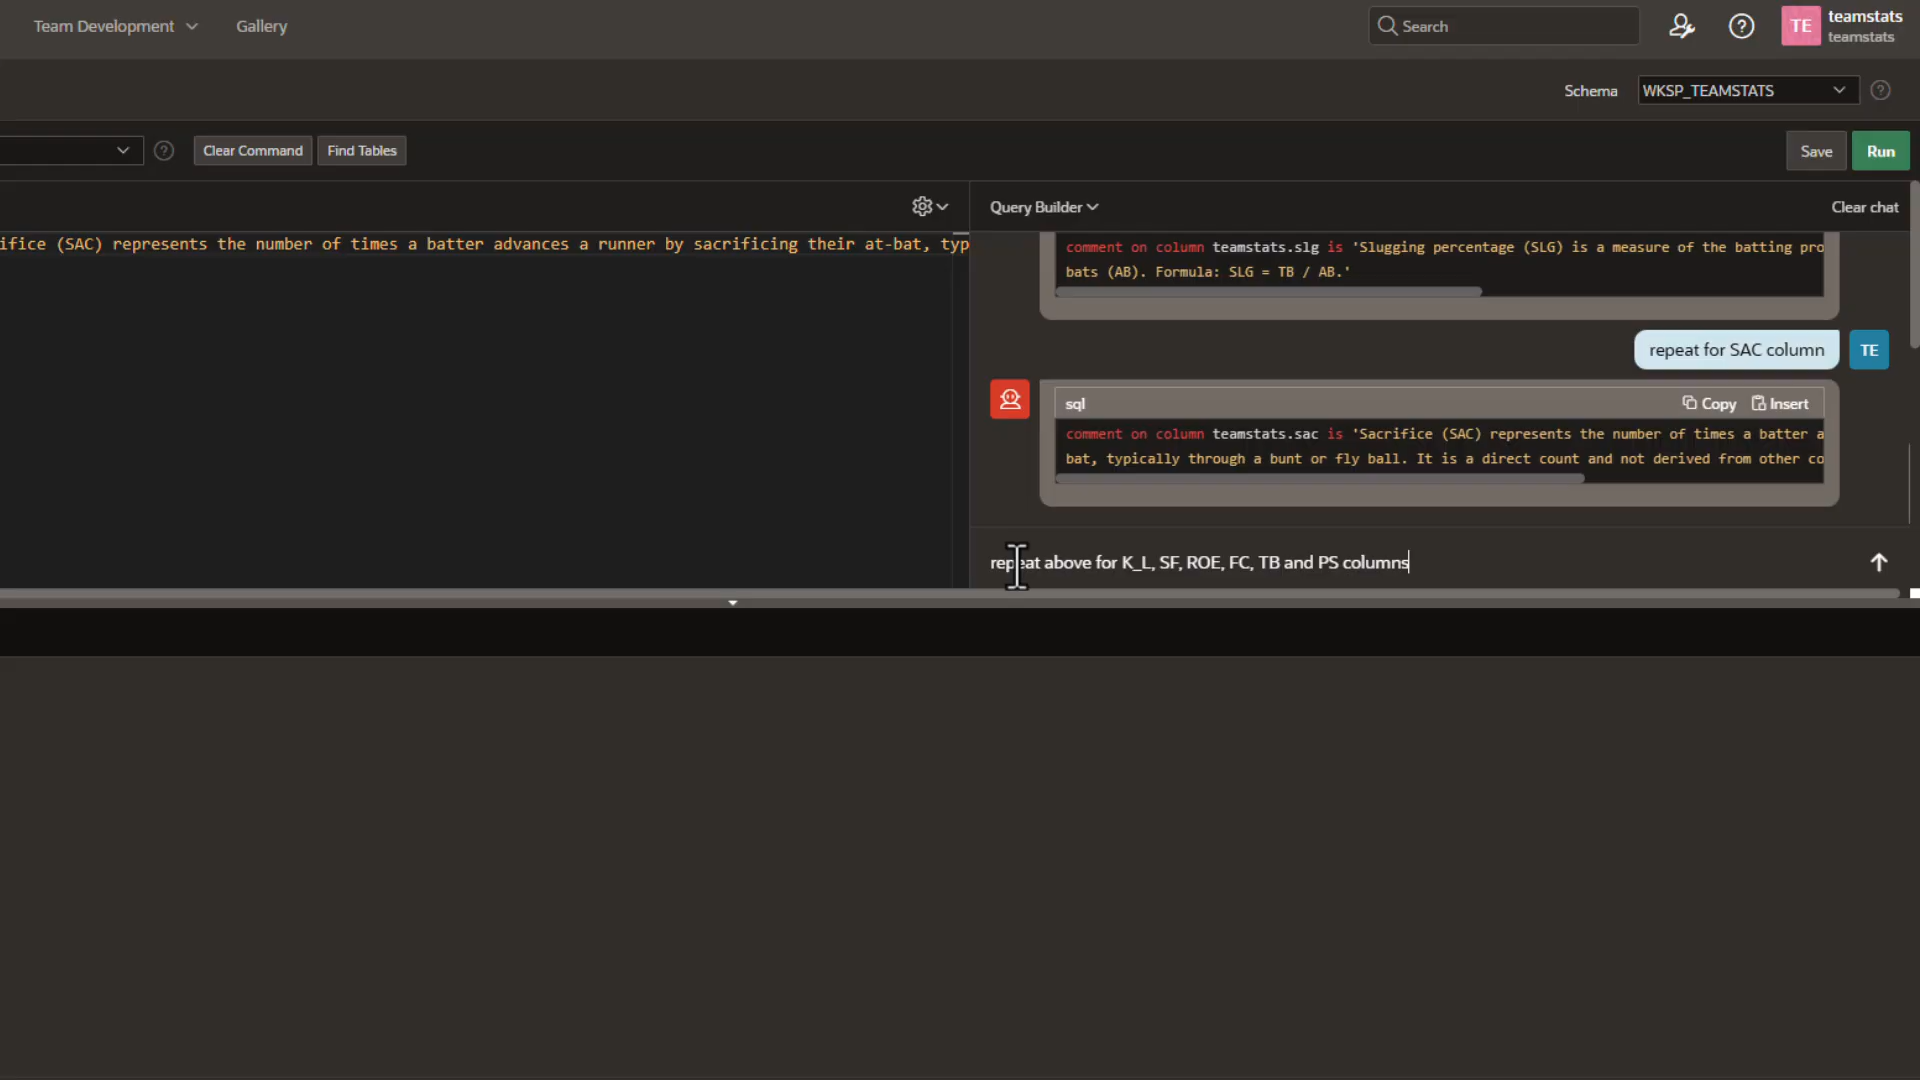 Team Development
Gallery
Search
TE
teamstats
teamstats
Schema
WKSP_TEAMSTATS
Clear Command
Find Tables
Save
Run
Query Builder
Clear chat
ifice (SAC) represents the number of times a batter advances a runner by sacrificing their at-bat, typ
comment on column teamstats.slg is 'Slugging percentage (SLG) is a measure of the batting pro
bats (AB). Formula: SLG = TB / AB.'
repeat for SAC column
TE
sql
Copy
Insert
comment on column teamstats.sac is 'Sacrifice (SAC) represents the number of times a batter a
bat, typically through a bunt or fly ball. It is a direct count and not derived from other co
repeat above for K_L, SF, ROE, FC, TB and PS columns